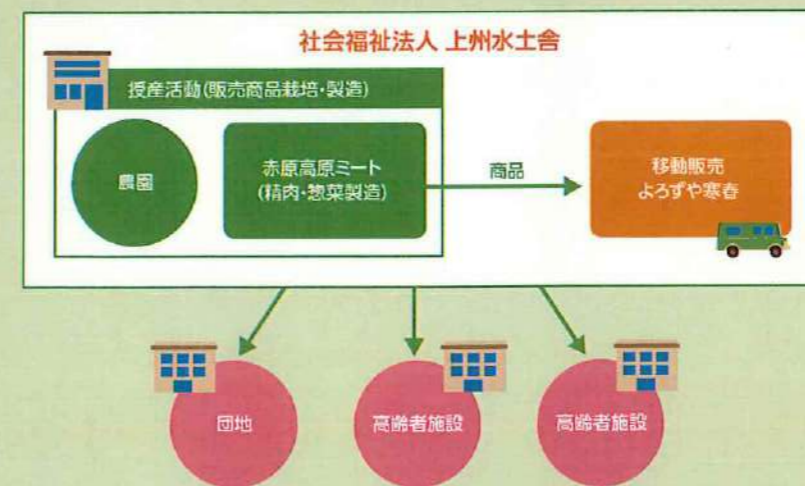 社会福祉法人 上州水土舎
授産活動(販売商品栽培・製造)
農園
赤原高原ミート
(精肉・惣菜製造)
商品
移動販売
よろずや寒春
団地
高齢者施設
高齢者施設